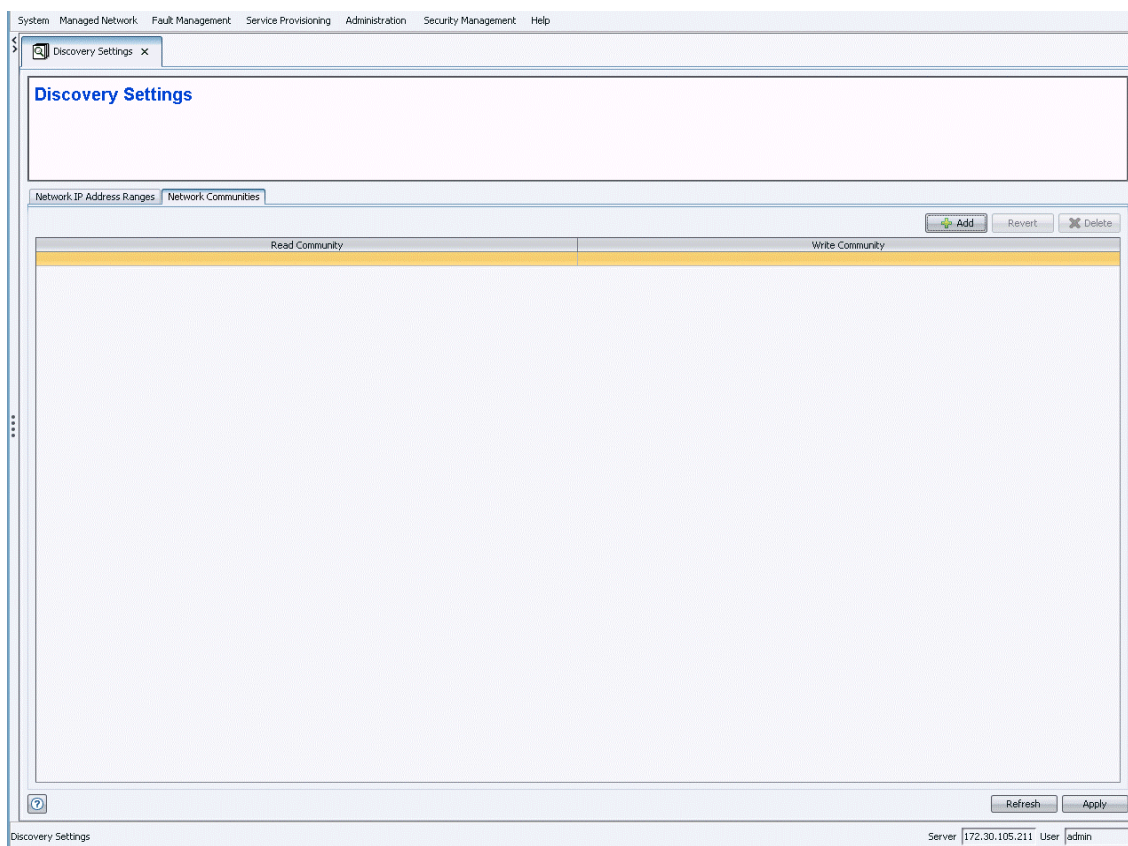 System Managed Network Fault Management Service Provisioning Administration Security Management Help
Discovery Settings
Discovery Settings
Network IP Address Ranges Network Communities
Add Revert Delete
Read Community Write Community
Refresh Apply
Discovery Settings Server 172.30.105.211 User admin